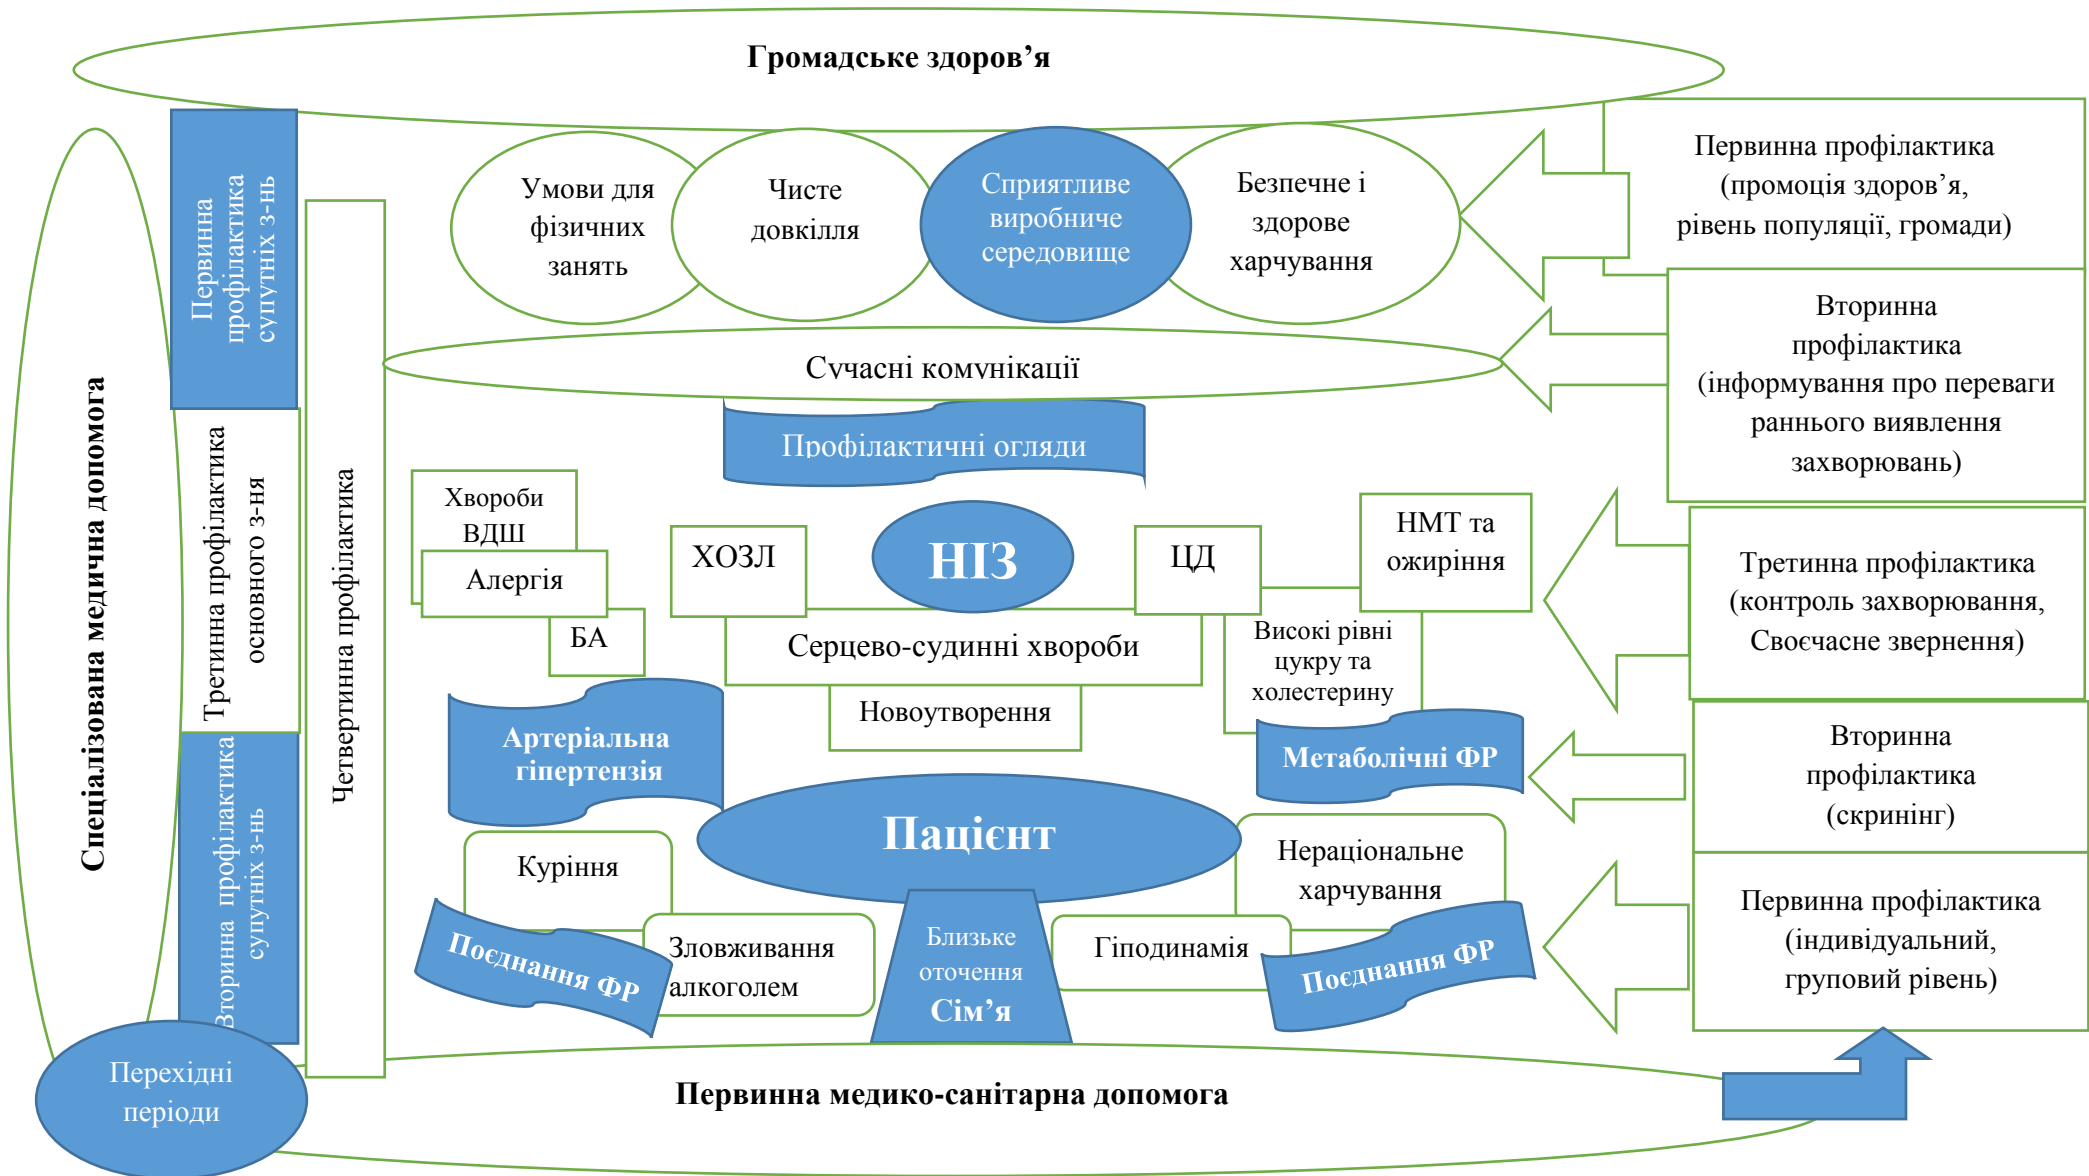 Громадське здоров’я
Спеціалізована медична допомога
Первинна
профілактика
супутніх з-нь
Третинна профілактика
основного з-ня
Вторинна профілактика
супутніх з-нь
Четвертинна профілактика
Умови для
фізичних
занять
Чисте
довкілля
Сприятливе
виробниче
середовище
Безпечне і
здорове
харчування
Первинна профілактика
(промоція здоров’я,
рівень популяції, громади)
Сучасні комунікації
Вторинна
профілактика
(інформування про переваги
раннього виявлення
захворювань)
Профілактичні огляди
Хвороби
ВДШ
Алергія
БА
ХОЗЛ
НІЗ
ЦД
НМТ та
ожиріння
Серцево-судинні хвороби
Високі рівні
цукру та
холестерину
Новоутворення
Третинна профілактика
(контроль захворювання,
Своєчасне звернення)
Артеріальна
гіпертензія
Метаболічні ФР
Вторинна
профілактика
(скринінг)
Пацієнт
Куріння
Нераціональне
харчування
Поєднання ФР
Зловживання
алкоголем
Близьке
оточення
Сім’я
Гіподинамія
Поєднання ФР
Первинна профілактика
(індивідуальний,
груповий рівень)
Перехідні
періоди
Первинна медико-санітарна допомога